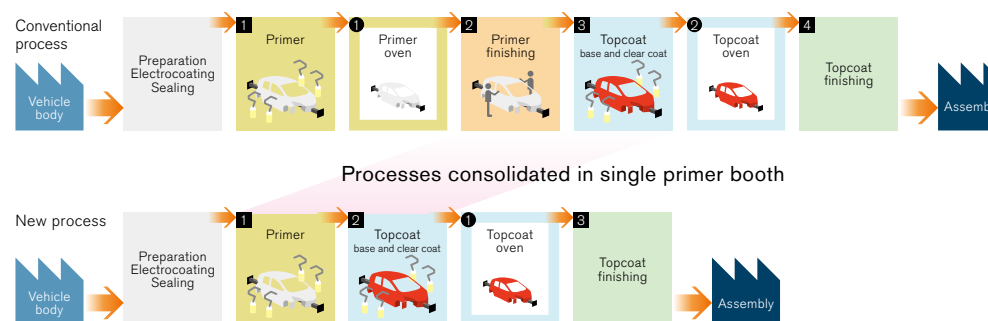 Conventional
process
Vehicle
body
Preparation
Electrocoating
Sealing
1
Primer
1
Primer
oven
2
Primer
finishing
3
Topcoat
base and clear coat
2
Topcoat
oven
4
Topcoat
finishing
Assemb
Processes consolidated in single primer booth
New process
Vehicle
body
Preparation
Electrocoating
Sealing
1
Primer
2
Topcoat
base and clear coat
1
Topcoat
oven
3
Topcoat
finishing
Assembly